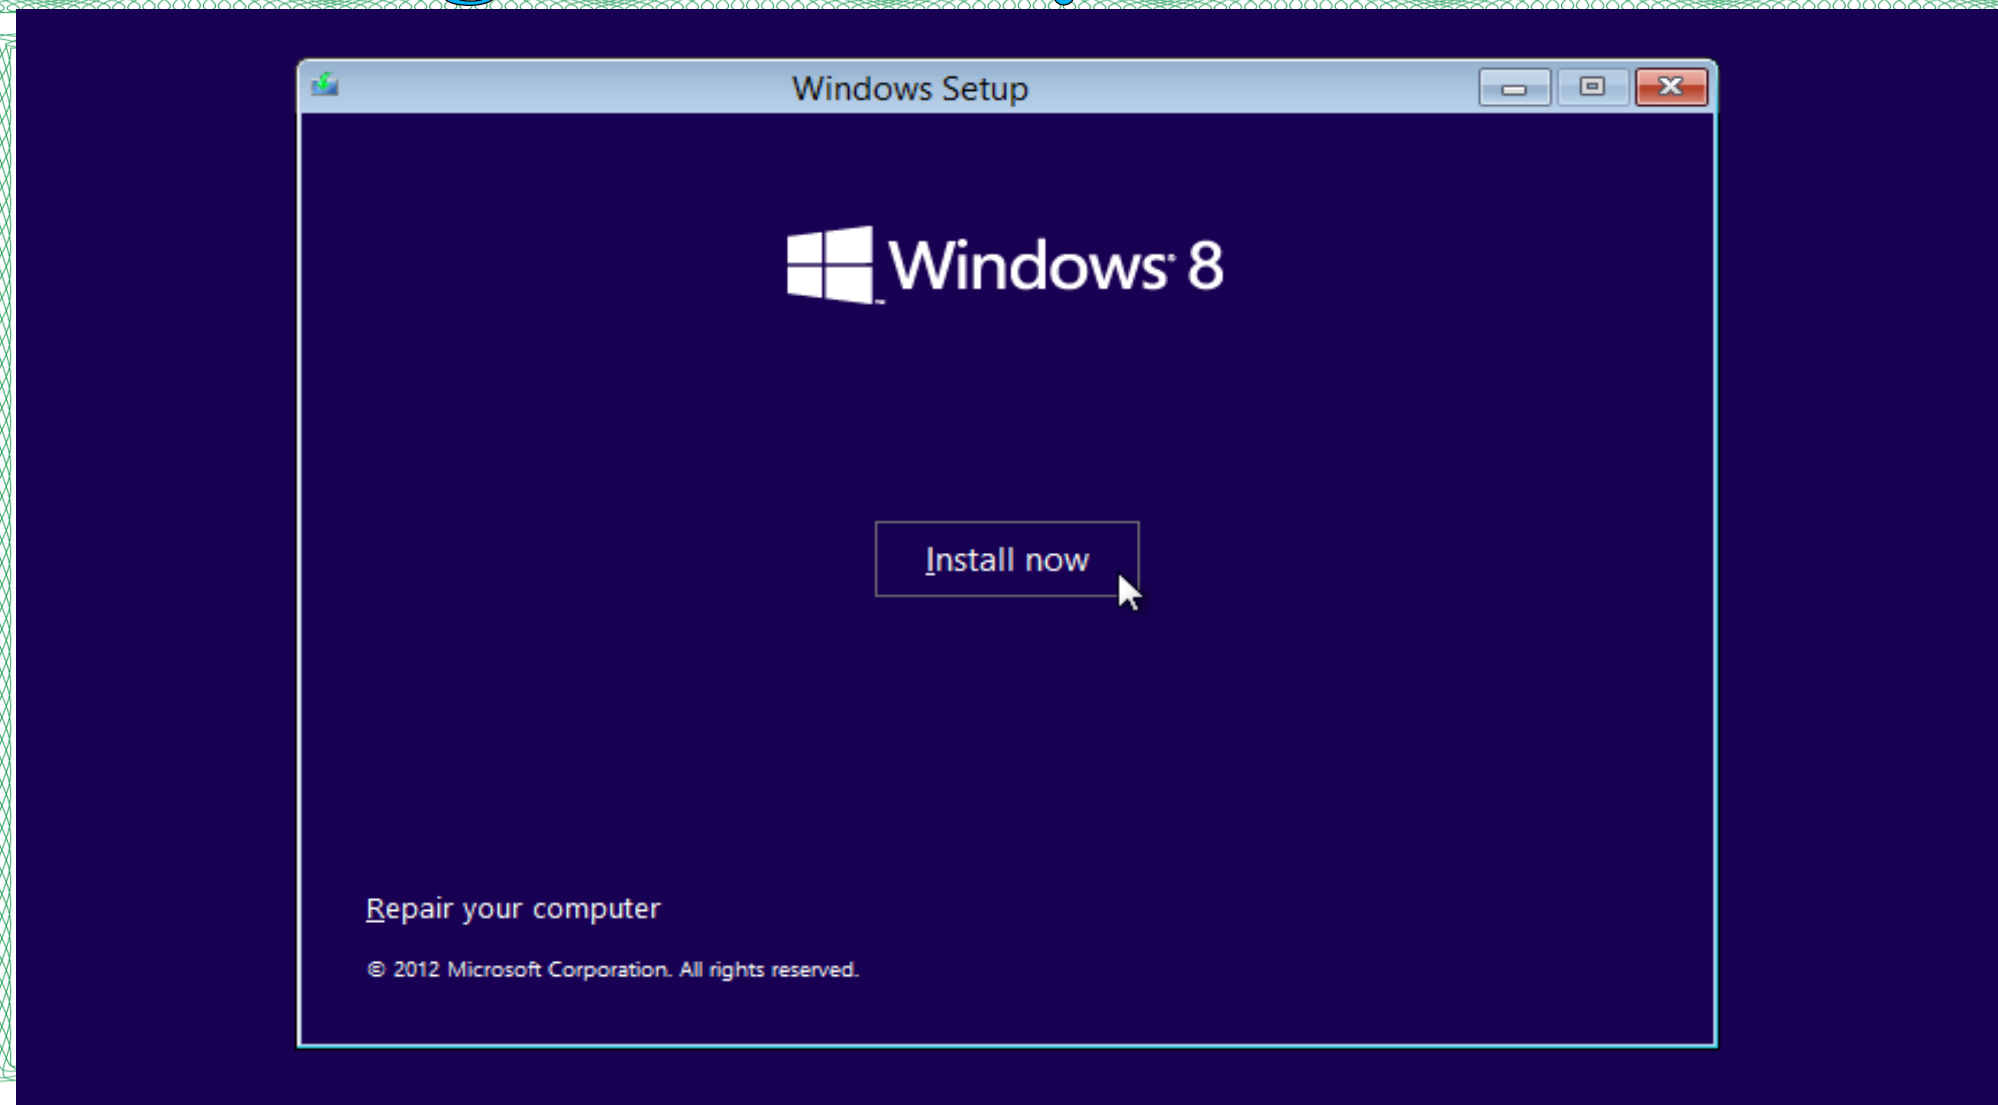 Windows Setup
Windows 8
Install now
Repair your computer
© 2012 Microsoft Corporation. All rights reserved.